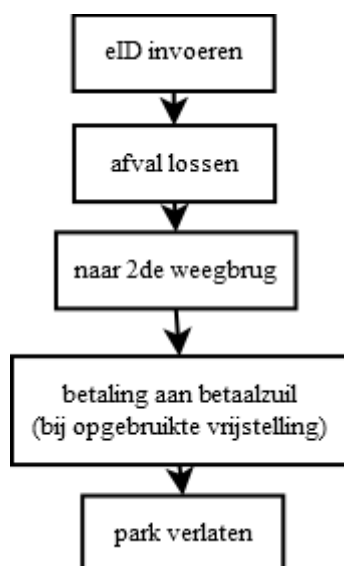 eID invoeren
afval lossen
naar 2de weegbrug
betaling aan betaalzuil
(bij opgebruikte vrijstelling)
park verlaten